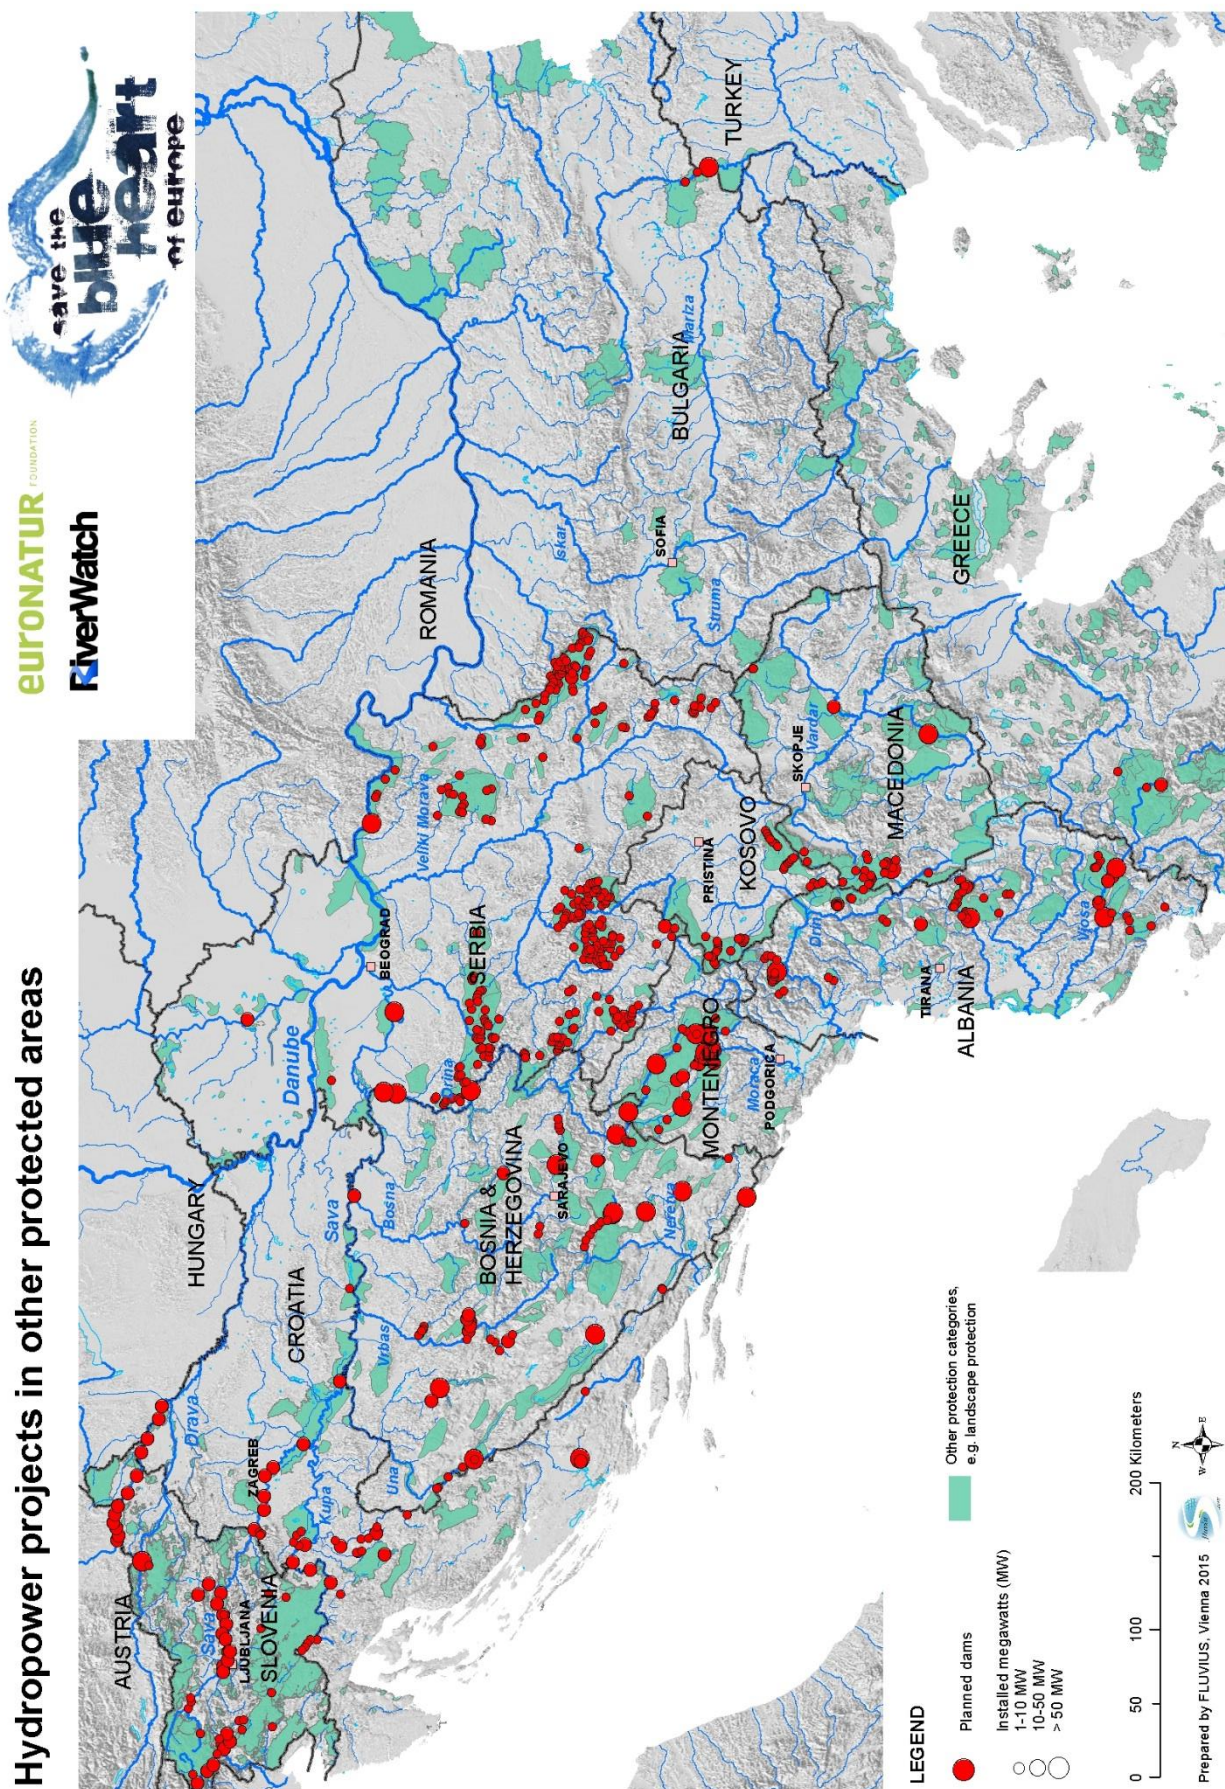 Hydropower projects in other protected areas
euronatur
FOUNDATION
RiverWatch
save the
blue
heart
of europe
AUSTRIA
HUNGARY
Drava
Sava
LJUBLJANA
SLOVENIA
ZAGREB
Kupa
CROATIA
Una
Vrbas
Sava
Bosna
Danube
BEOGRAD
ROMANIA
BOSNIA &
HERZEGOVINA
SARAJEVO
Neretva
Drina
SERBIA
Veliki Morava
MONTENEGRO
Moraca
PODGORICA
KOSOVO
PRISTINA
Iskar
SOFIA
Struma
BULGARIA
Mariza
TURKEY
SKOPJE
Vardar
MACEDONIA
Drin
TIRANA
ALBANIA
Vjosa
GREECE
LEGEND
Planned dams
Installed megawatts (MW)
1-10 MW
10-50 MW
> 50 MW
Other protection categories,
e.g. landscape protection
0 50 100 200 Kilometers
N
W E
S
Prepared by FLUVIUS, Vienna 2015